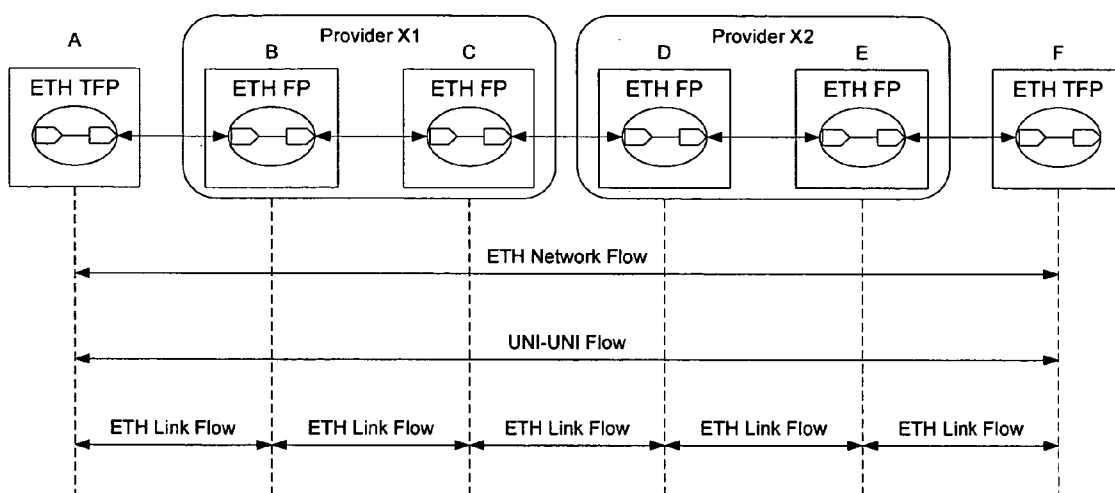 A
Provider X1
B
C
Provider X2
D
E
F
ETH TFP
ETH FP
ETH FP
ETH FP
ETH FP
ETH TFP
ETH Network Flow
UNI-UNI Flow
ETH Link Flow
ETH Link Flow
ETH Link Flow
ETH Link Flow
ETH Link Flow